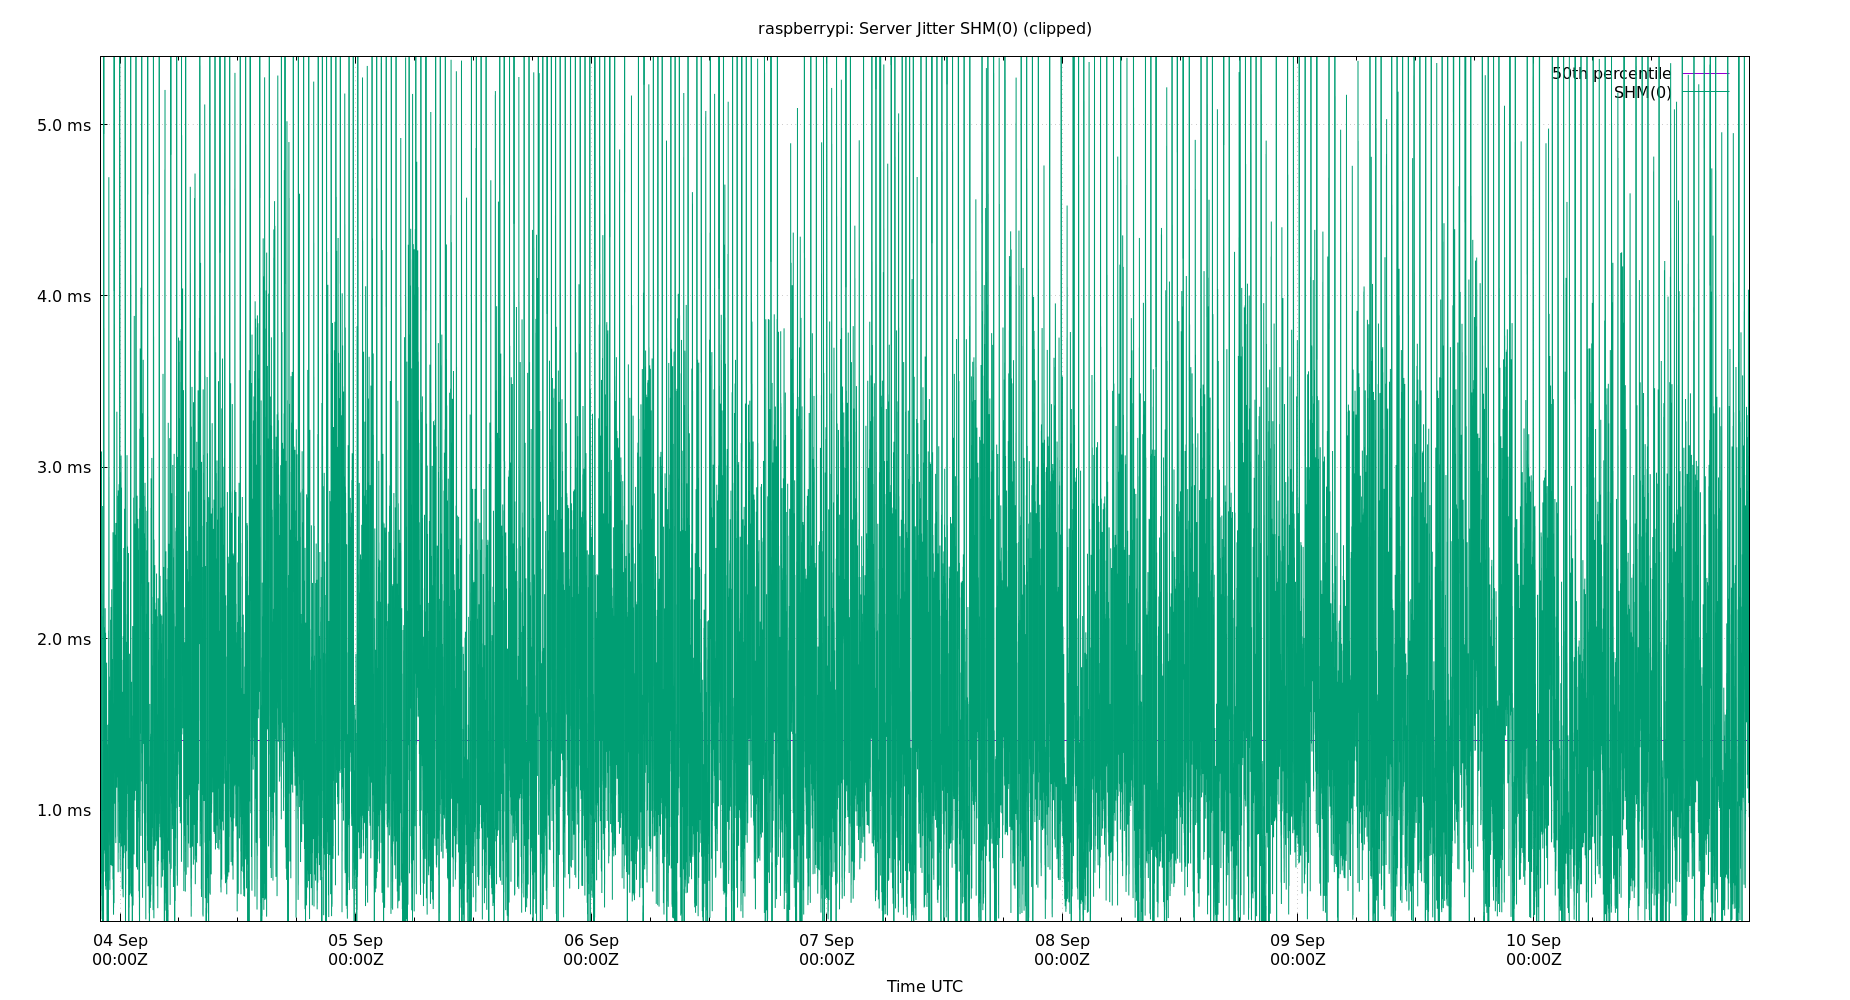 raspberrypi: Server Jitter SHM(0) (clipped)
50th percentile
SHM(0)
5.0 ms
4.0 ms
3.0 ms
2.0 ms
1.0 ms
04 Sep
00:00Z
05 Sep
00:00Z
06 Sep
00:00Z
07 Sep
00:00Z
08 Sep
00:00Z
09 Sep
00:00Z
10 Sep
00:00Z
Time UTC